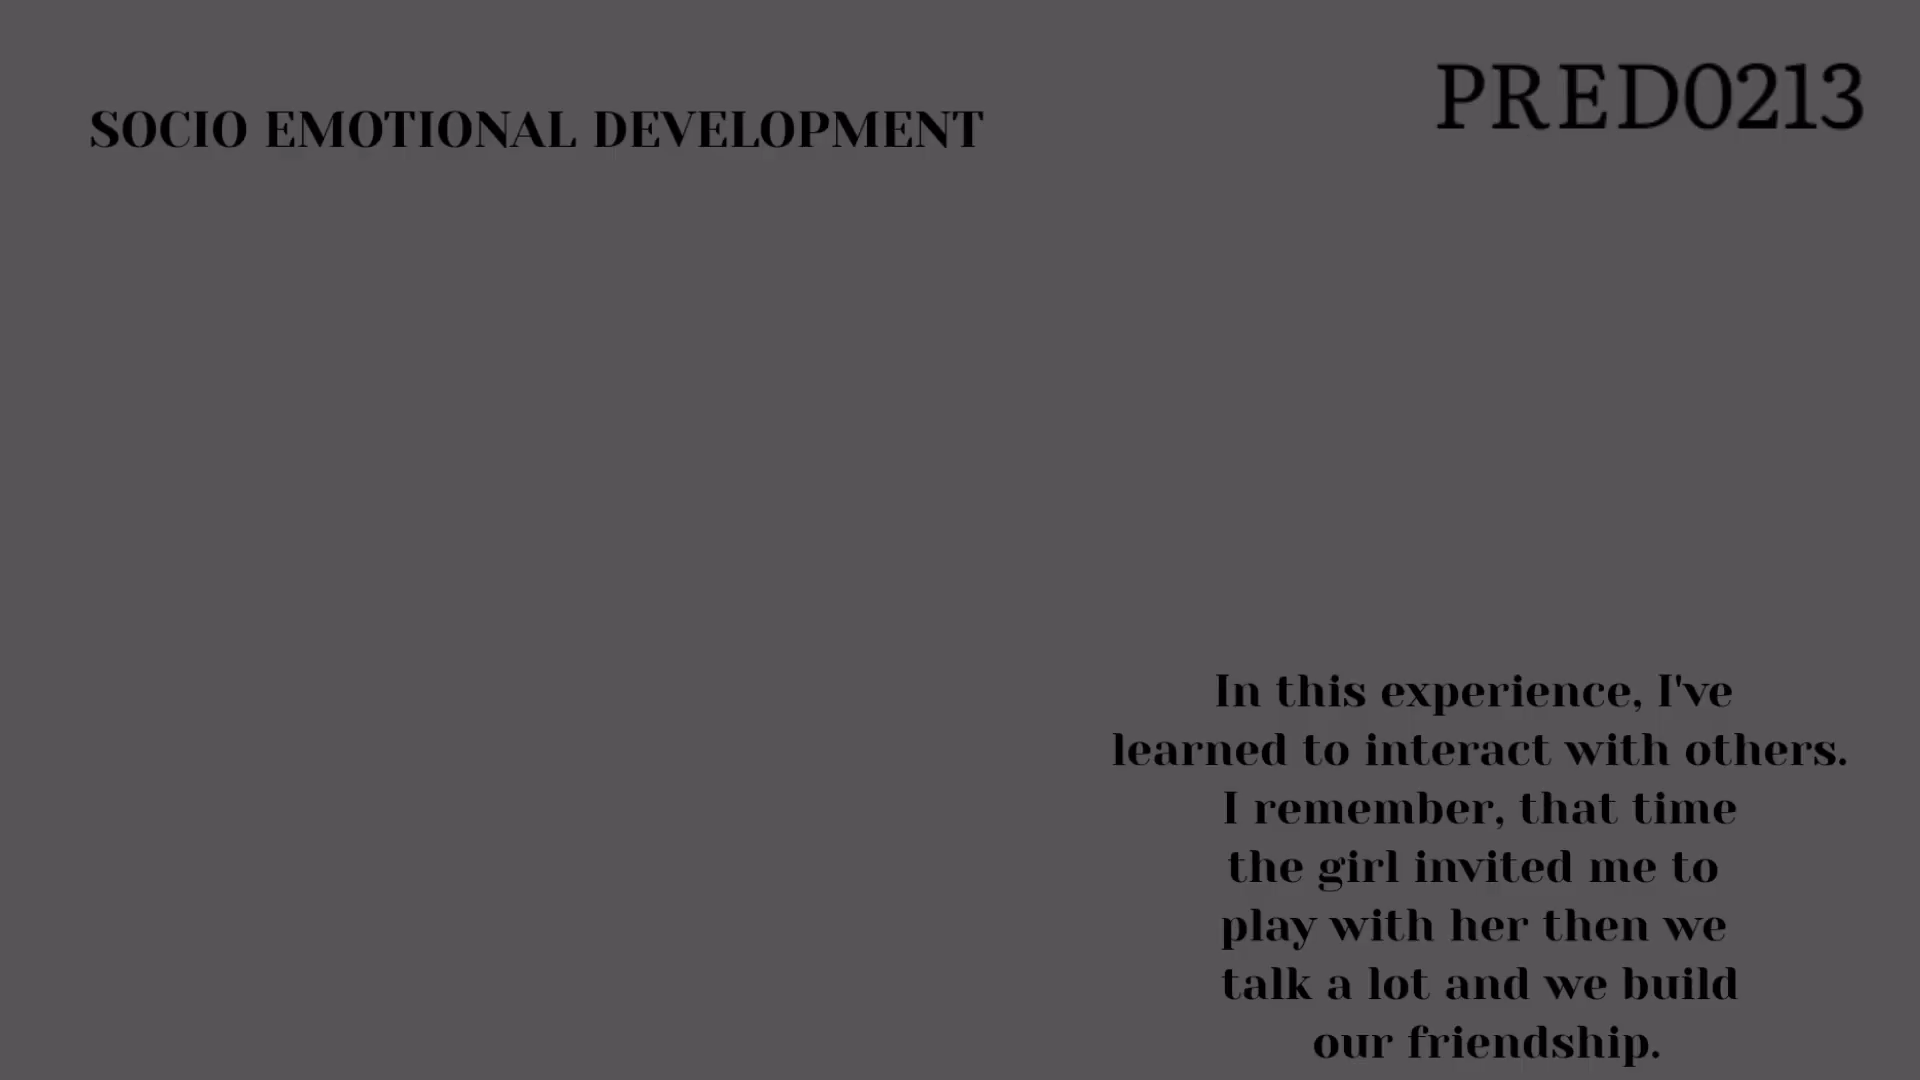 SOCIO EMOTIONAL DEVELOPMENT
PRED0213
In this experience, I've
learned to interact with others.
I remember, that time
the girl invited me to
play with her then we
talk a lot and we build
our friendship.